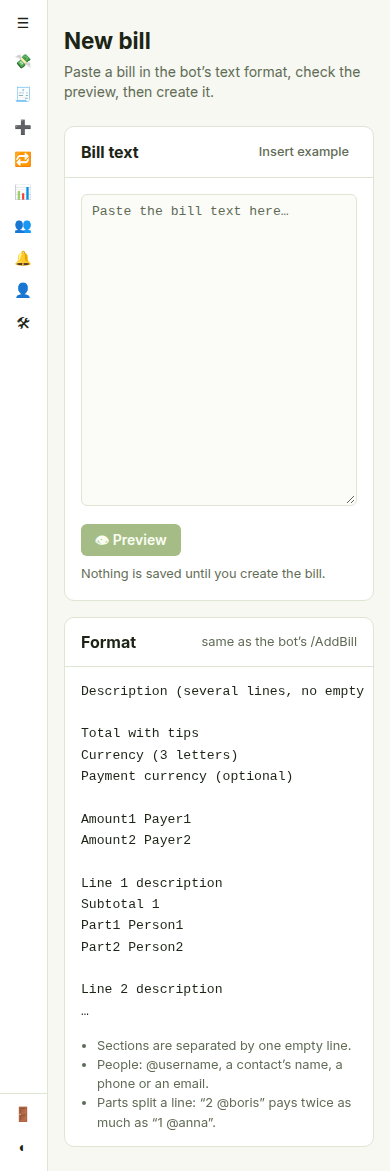 New bill
Paste a bill in the bot's text format, check the
preview, then create it.
Bill text
Insert example
Paste the bill text here…
Preview
Nothing is saved until you create the bill.
Format
same as the bot's /AddBill
Description (several lines, no empty
Total with tips
Currency (3 letters)
Payment currency (optional)
Amount1 Payer1
Amount2 Payer2
Line 1 description
Subtotal 1
Part1 Person1
Part2 Person2
Line 2 description
…
• Sections are separated by one empty line.
• People: @username, a contact's name, a
phone or an email.
• Parts split a line: “2 @boris” pays twice as
much as “1 @anna”.